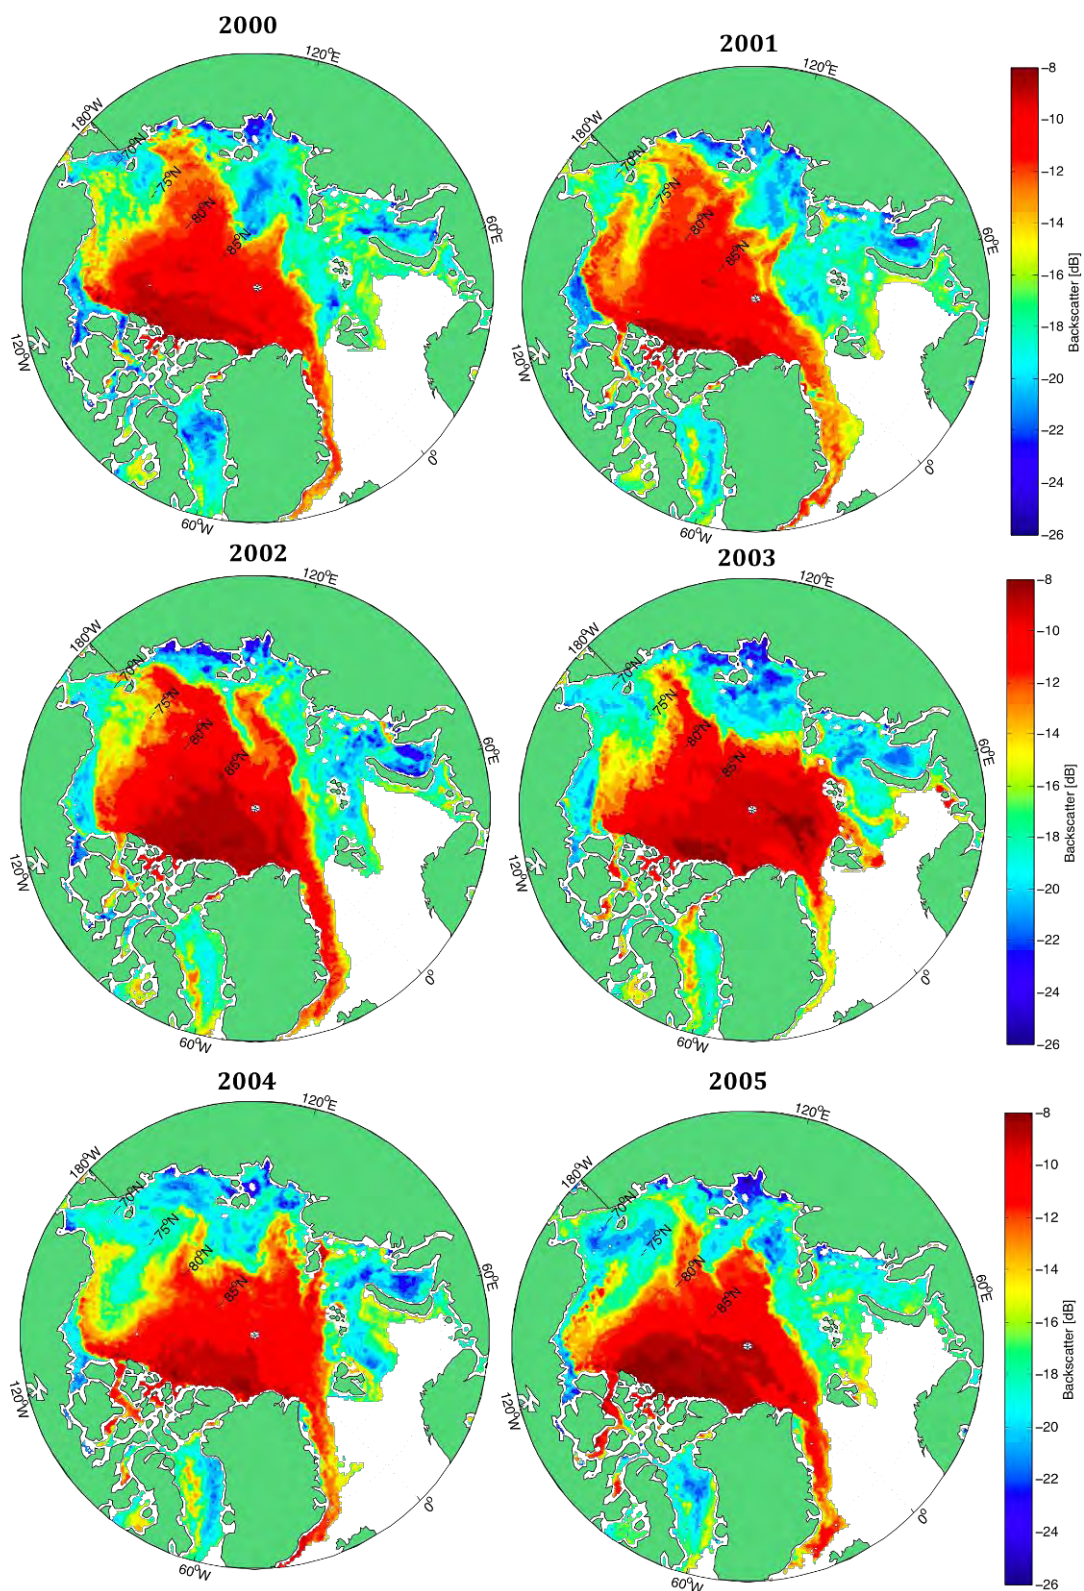 2000
120°E
180°W
-70°N
-75°N
-80°N
-85°N
60°E
120°W
60°W
0°
2001
120°E
180°W
-70°N
-75°N
-80°N
-85°N
60°E
120°W
60°W
0°
-8
-10
-12
-14
-16
-18
-20
-22
-24
-26
Backscatter [dB]
2002
120°E
180°W
-70°N
-75°N
-80°N
-85°N
60°E
120°W
60°W
0°
2003
120°E
180°W
-70°N
-75°N
-80°N
-85°N
60°E
120°W
60°W
0°
-8
-10
-12
-14
-16
-18
-20
-22
-24
-26
Backscatter [dB]
2004
120°E
180°W
-70°N
-75°N
-80°N
-85°N
60°E
120°W
60°W
0°
2005
120°E
180°W
-70°N
-75°N
-80°N
-85°N
60°E
120°W
60°W
0°
-8
-10
-12
-14
-16
-18
-20
-22
-24
-26
Backscatter [dB]